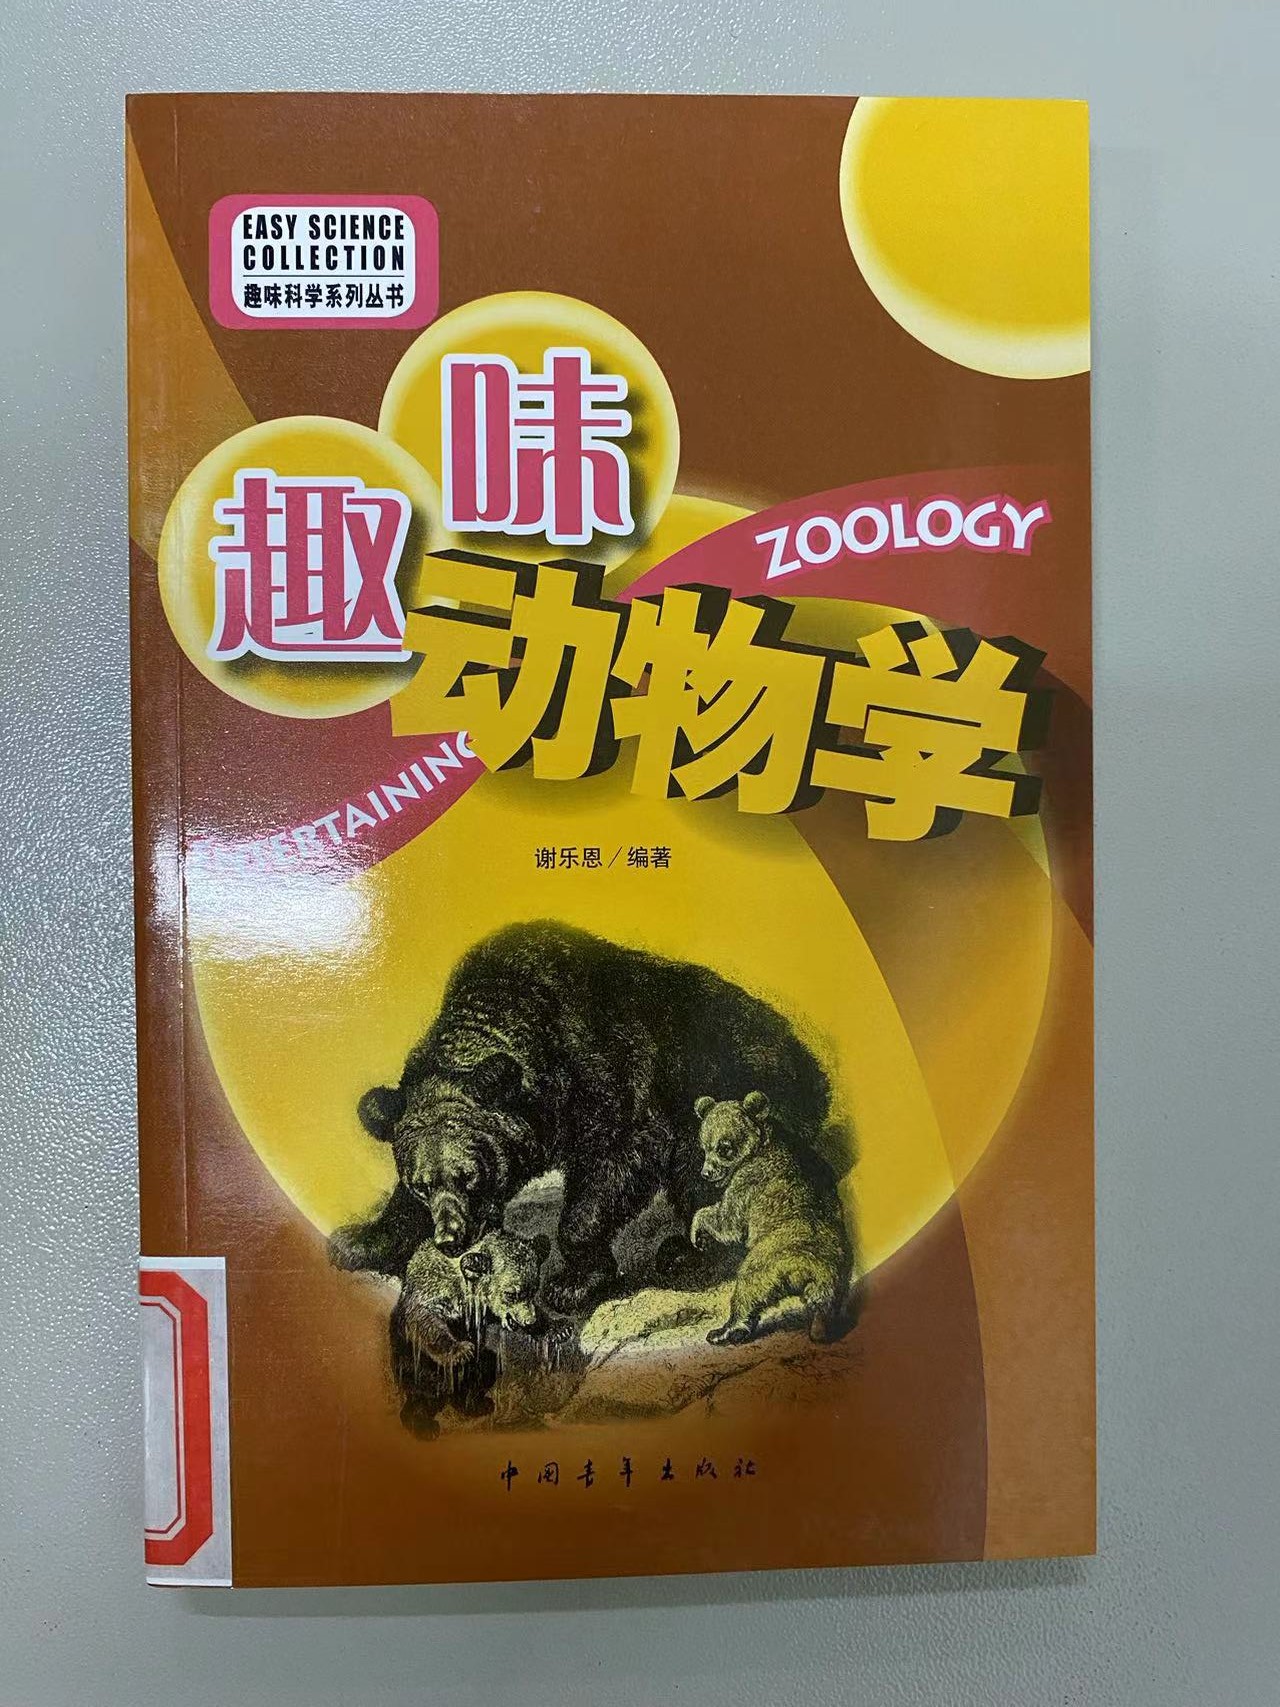 EASY SCIENCE
COLLECTION
趣味科学系列丛书
趣味
ZOOLOGY
动物学
ENTERTAINING
谢乐恩/编著
中国青年出版社